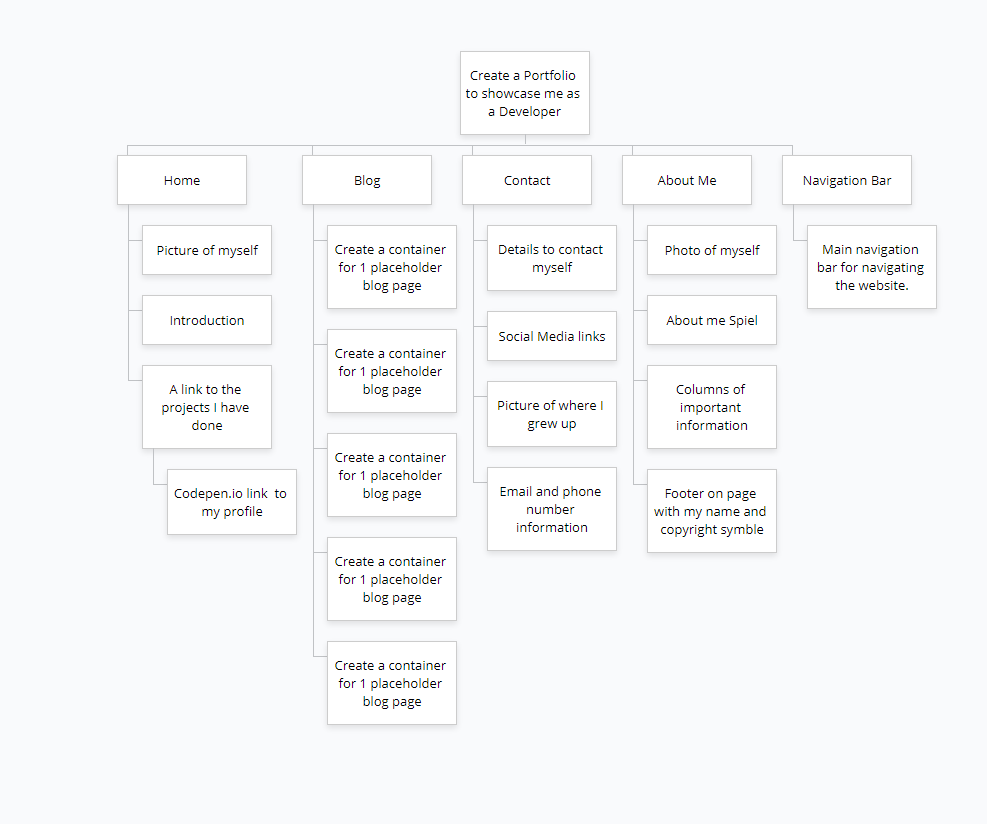 Create a Portfolio
to showcase me as
a Developer
Home
Blog
Contact
About Me
Navigation Bar
Picture of myself
Introduction
A link to the
projects I have
done
Codepen.io link  to
my profile
Create a container
for 1 placeholder
blog page
Create a container
for 1 placeholder
blog page
Create a container
for 1 placeholder
blog page
Create a container
for 1 placeholder
blog page
Create a container
for 1 placeholder
blog page
Details to contact
myself
Social Media links
Picture of where I
grew up
Email and phone
number
information
Photo of myself
About me Spiel
Columns of
important
information
Footer on page
with my name and
copyright symble
Main navigation
bar for navigating
the website.